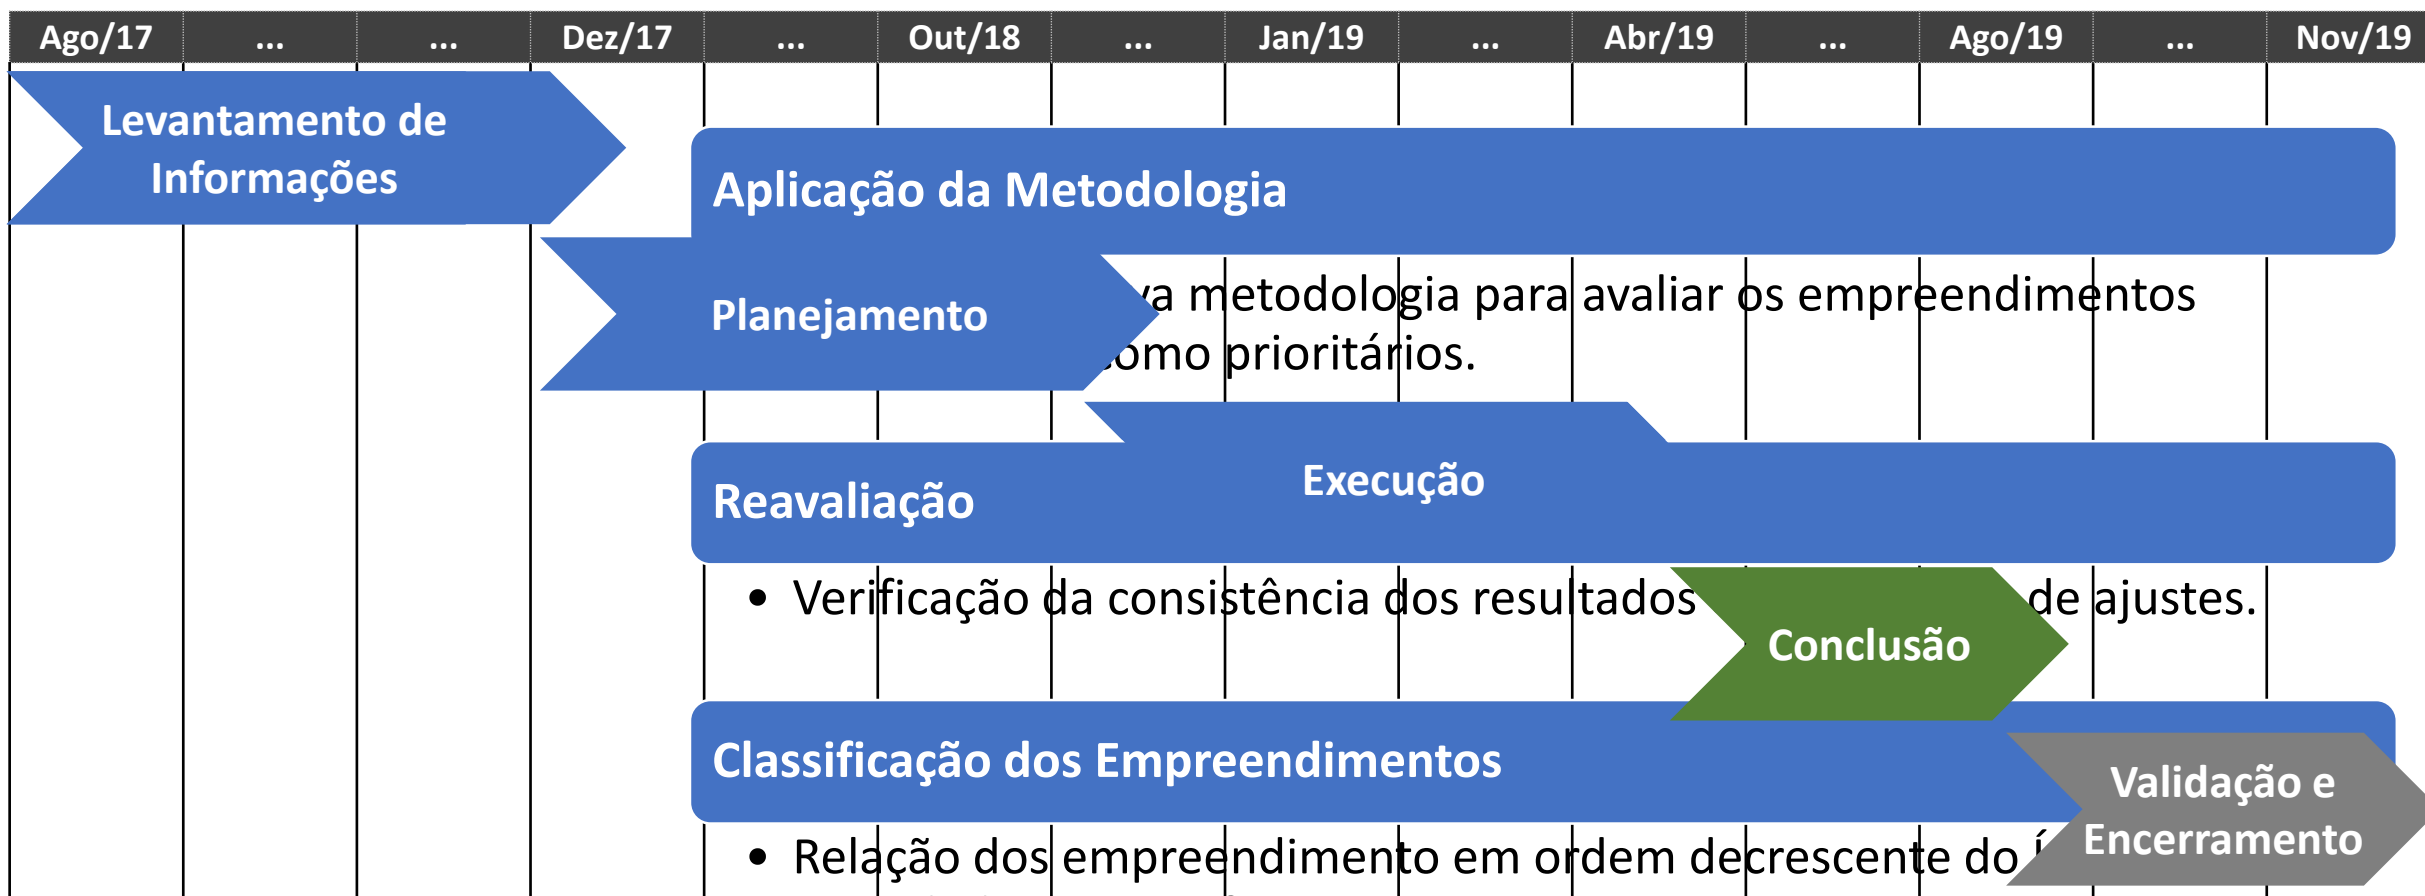 Ago/17 ... ... Dez/17 ... Out/18 ... Jan/19 ... Abr/19 ... Ago/19 ... Nov/19
Levantamento de
Informações
Aplicação da Metodologia
Planejamento
metodologia para avaliar os empreendimentos
prioritários.
Execução
Reavaliação
• Verificação da consistência dos resultados de ajustes.
Conclusão
Classificação dos Empreendimentos
Validação e
Encerramento
• Relação dos empreendimento em ordem decrescente do